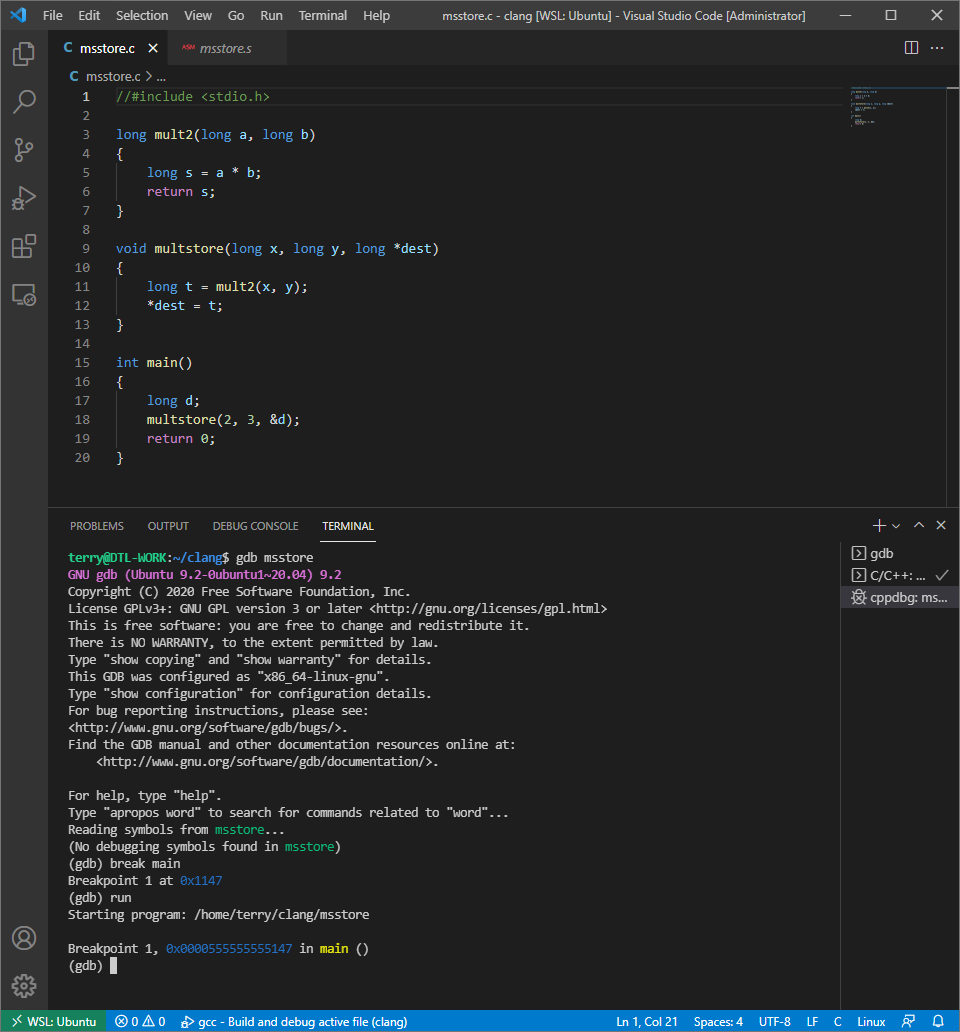 File Edit Selection View Go Run Terminal Help msstore.c - clang [WSL: Ubuntu] - Visual Studio Code [Administrator]
C msstore.c ASM msstore.s
C msstore.c > ...
1 //#include <stdio.h>
2
3 long mult2(long a, long b)
4 {
5 long s = a * b;
6 return s;
7 }
8
9 void multstore(long x, long y, long *dest)
10 {
11 long t = mult2(x, y);
12 *dest = t;
13 }
14
15 int main()
16 {
17 long d;
18 multstore(2, 3, &d);
19 return 0;
20 }
PROBLEMS OUTPUT DEBUG CONSOLE TERMINAL
terry@DTL-WORK:~/clang$ gdb msstore
GNU gdb (Ubuntu 9.2-0ubuntu1~20.04) 9.2
Copyright (C) 2020 Free Software Foundation, Inc.
License GPLv3+: GNU GPL version 3 or later <http://gnu.org/licenses/gpl.html>
This is free software: you are free to change and redistribute it.
There is NO WARRANTY, to the extent permitted by law.
Type "show copying" and "show warranty" for details.
This GDB was configured as "x86_64-linux-gnu".
Type "show configuration" for configuration details.
For bug reporting instructions, please see:
<http://www.gnu.org/software/gdb/bugs/>.
Find the GDB manual and other documentation resources online at:
<http://www.gnu.org/software/gdb/documentation/>.
For help, type "help".
Type "apropos word" to search for commands related to "word"...
Reading symbols from msstore...
(No debugging symbols found in msstore)
(gdb) break main
Breakpoint 1 at 0x1147
(gdb) run
Starting program: /home/terry/clang/msstore
Breakpoint 1, 0x0000555555555147 in main ()
(gdb)
gdb
C/C++: ...
cppdbg: ms...
WSL: Ubuntu 0 0 gcc - Build and debug active file (clang) Ln 1, Col 21 Spaces: 4 UTF-8 LF C Linux